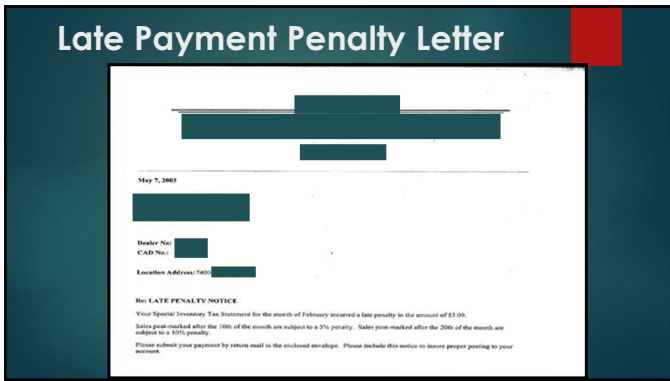 Late Payment Penalty Letter
May 7, 2003
Dealer No:
CAD No.:
Location Address: 7400
Re: LATE PENALTY NOTICE
Your Special Inventory Tax Statement for the month of February incurred a late penalty in the amount of $3.09.
Sales post-marked after the 10th of the month are subject to a 5% penalty. Sales post-marked after the 20th of the month are
subject to a 10% penalty.
Please submit your payment by return mail in the enclosed envelope. Please include this notice to insure proper posting to your
account.